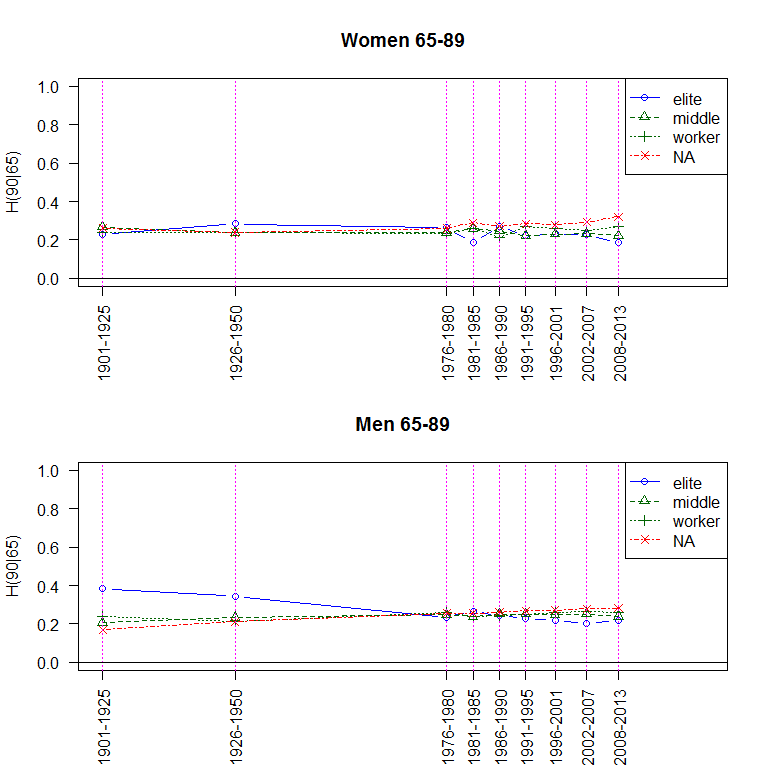 Women 65-89
H(90|65)
1.0
0.8
0.6
0.4
0.2
0.0
elite
middle
worker
NA
1901-1925
1926-1950
1976-1980
1981-1985
1986-1990
1991-1995
1996-2001
2002-2007
2008-2013
Men 65-89
H(90|65)
1.0
0.8
0.6
0.4
0.2
0.0
elite
middle
worker
NA
1901-1925
1926-1950
1976-1980
1981-1985
1986-1990
1991-1995
1996-2001
2002-2007
2008-2013